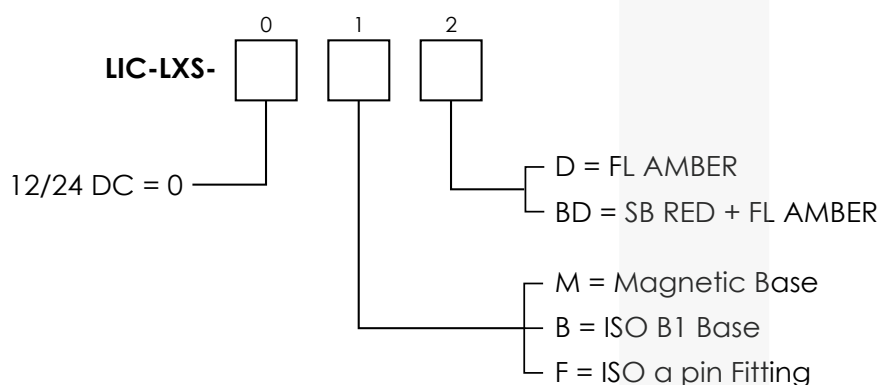 0 1 2
LIC-LXS-
12/24 DC = 0
D = FL AMBER
BD = SB RED + FL AMBER
M = Magnetic Base
B = ISO B1 Base
F = ISO a pin Fitting